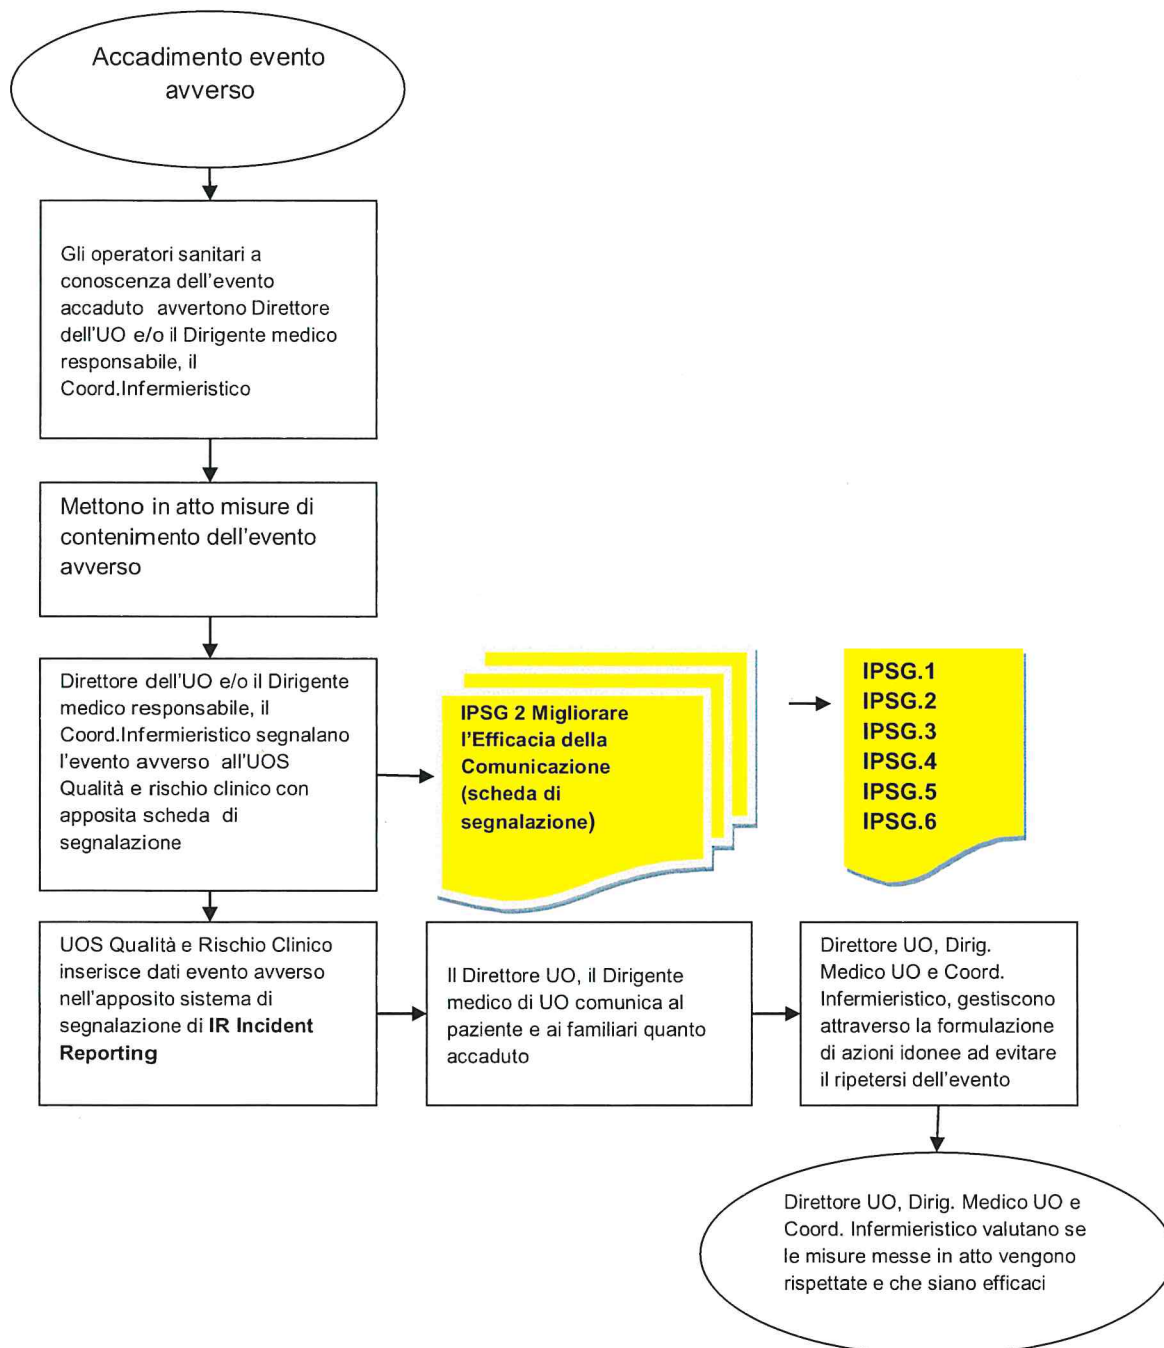 Accadimento evento
avverso
Gli operatori sanitari a
conoscenza dell'evento
accaduto avvertono Direttore
dell'UO e/o il Dirigente medico
responsabile, il
Coord.Infermieristico
Mettono in atto misure di
contenimento dell'evento
avverso
Direttore dell'UO e/o il Dirigente
medico responsabile, il
Coord.Infermieristico segnalano
l'evento avverso all'UOS
Qualità e rischio clinico con
apposita scheda di
segnalazione
IPSG 2 Migliorare
l'Efficacia della
Comunicazione
(scheda di
segnalazione)
IPSG.1
IPSG.2
IPSG.3
IPSG.4
IPSG.5
IPSG.6
UOS Qualità e Rischio Clinico
inserisce dati evento avverso
nell'apposito sistema di
segnalazione di IR Incident
Reporting
Il Direttore UO, il Dirigente
medico di UO comunica al
paziente e ai familiari quanto
accaduto
Direttore UO, Dirig.
Medico UO e Coord.
Infermieristico, gestiscono
attraverso la formulazione
di azioni idonee ad evitare
il ripetersi dell'evento
Direttore UO, Dirig. Medico UO e
Coord. Infermieristico valutano se
le misure messe in atto vengono
rispettate e che siano efficaci